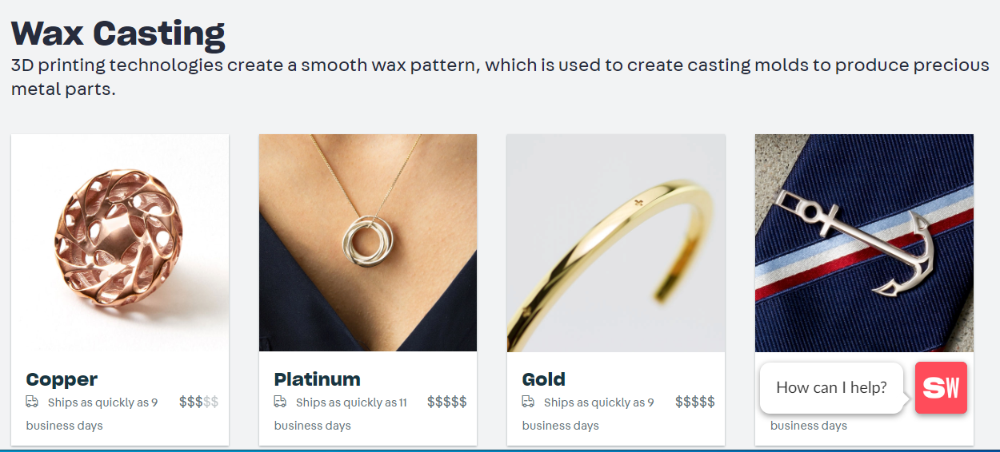 Wax Casting
3D printing technologies create a smooth wax pattern, which is used to create casting molds to produce precious
metal parts.
Copper
Ships as quickly as 9 $$$$$
business days
Platinum
Ships as quickly as 11 $$$$$
business days
Gold
Ships as quickly as 9 $$$$$
business days
How can I help?
SW
business days